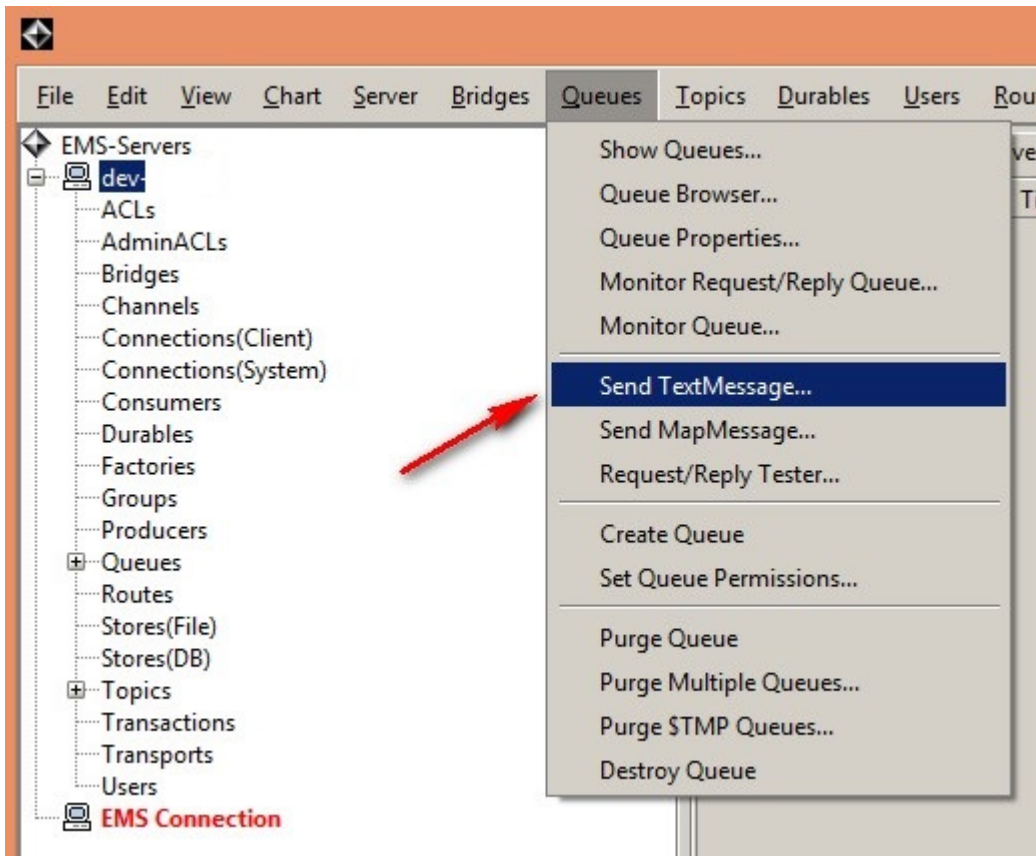 File Edit View Chart Server Bridges Queues Topics Durables Users
EMS-Servers
dev-
ACLs
AdminACLs
Bridges
Channels
Connections(Client)
Connections(System)
Consumers
Durables
Factories
Groups
Producers
Queues
Routes
Stores(File)
Stores(DB)
Topics
Transactions
Transports
Users
EMS Connection
Show Queues...
Queue Browser...
Queue Properties...
Monitor Request/Reply Queue...
Monitor Queue...
Send TextMessage...
Send MapMessage...
Request/Reply Tester...
Create Queue
Set Queue Permissions...
Purge Queue
Purge Multiple Queues...
Purge $TMP Queues...
Destroy Queue